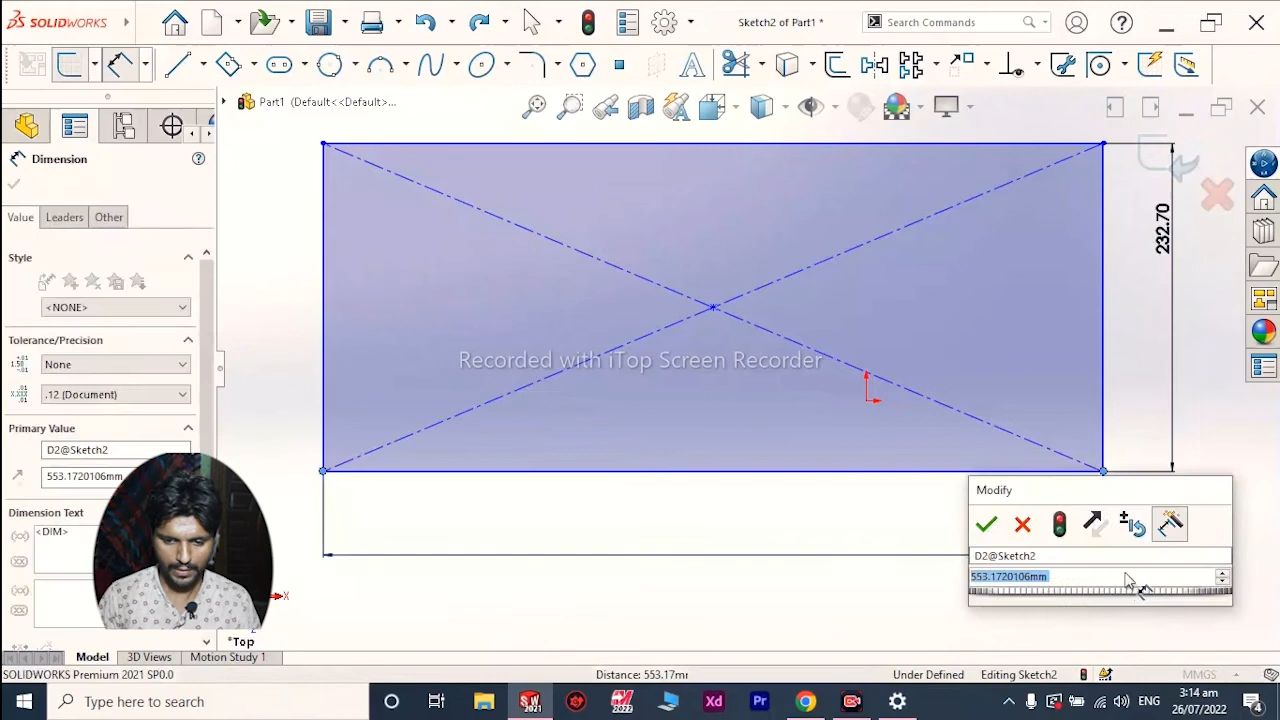 SOLIDWORKS
Sketch2 of Part1 *
Search Commands
Part1 (Default<<Default>...
Dimension
Value
Leaders
Other
Style
<NONE>
Tolerance/Precision
None
.12 (Document)
Primary Value
D2@Sketch2
553.1720106mm
Dimension Text
<DIM>
232.70
Recorded with iTop Screen Recorder
Modify
D2@Sketch2
553.1720106mm
X
*Top
Model
3D Views
Motion Study 1
SOLIDWORKS Premium 2021 SP0.0
Distance: 553.17mm
Under Defined
Editing Sketch2
MMGS
Type here to search
ENG
3:14 am
26/07/2022